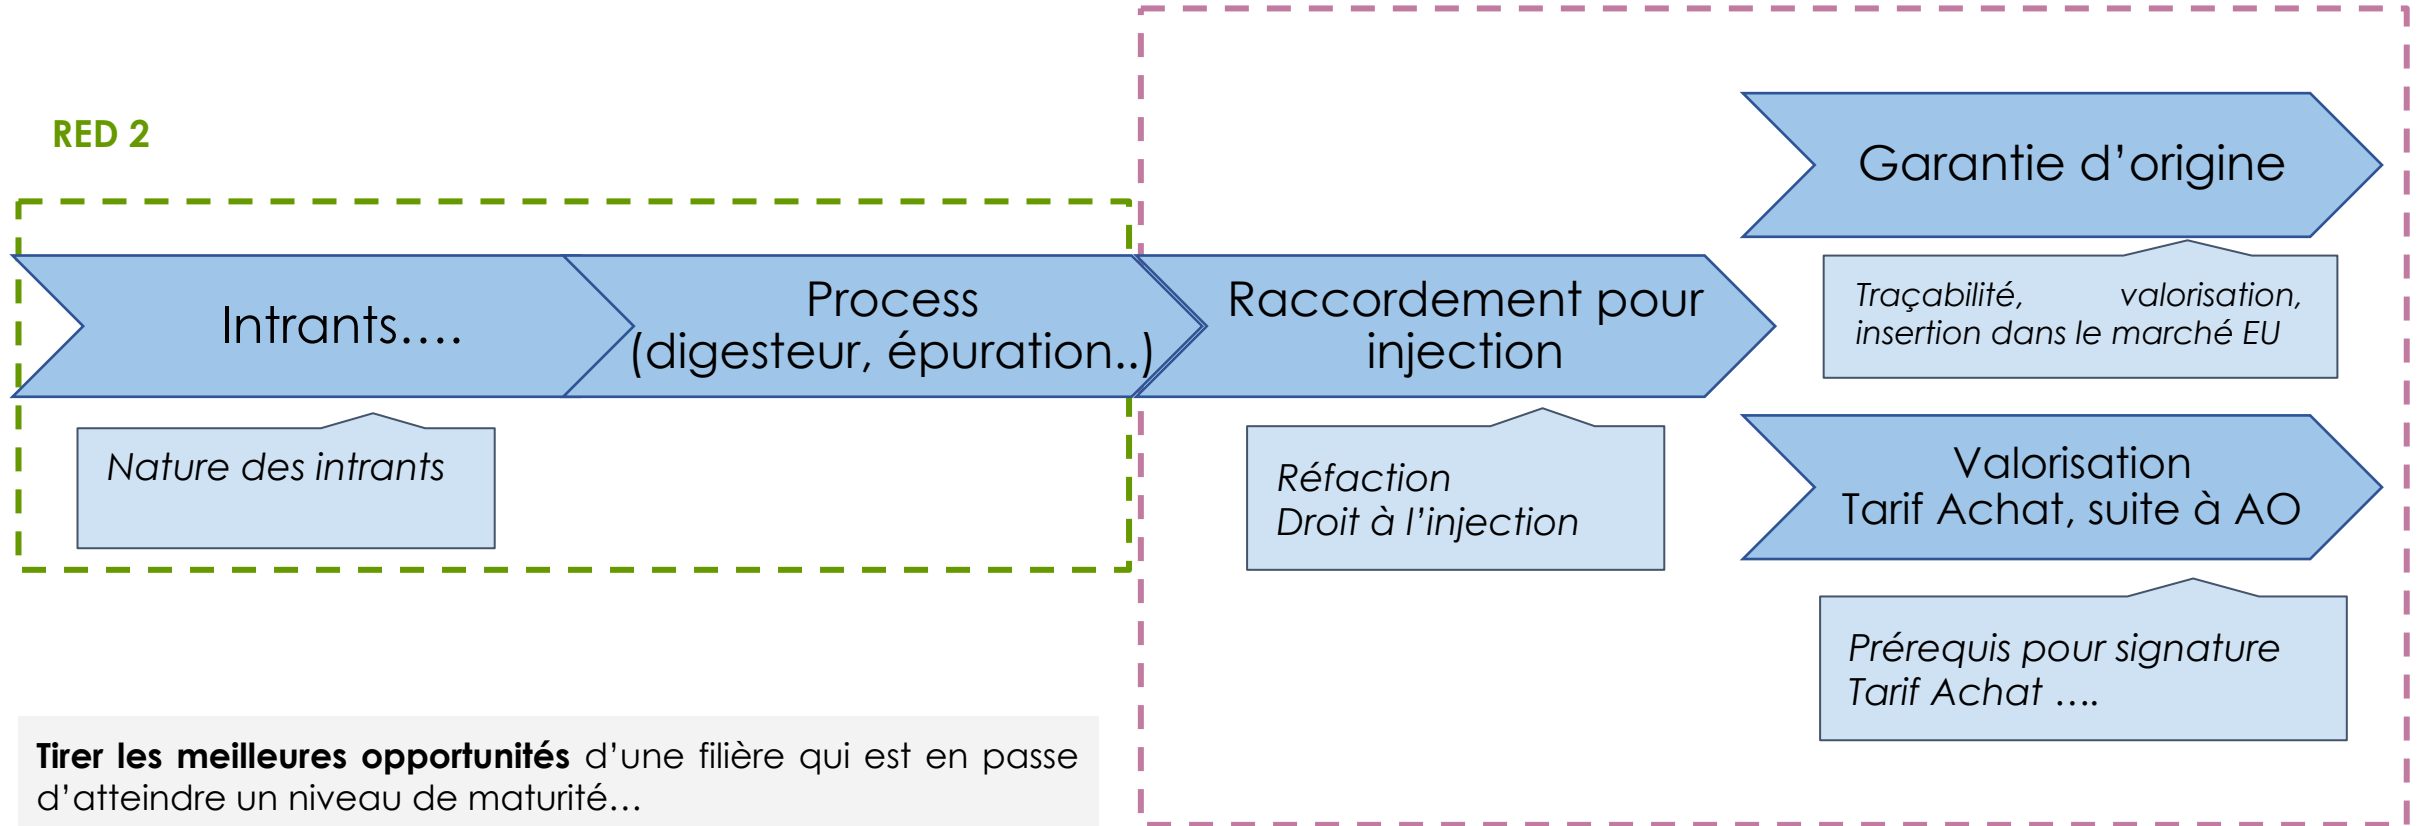 RED 2
Intrants....
Nature des intrants
Process
(digesteur, épuration..)
Raccordement pour
injection
Réfaction
Droit à l’injection
Garantie d’origine
Traçabilité, valorisation,
insertion dans le marché EU
Valorisation
Tarif Achat, suite à AO
Prérequis pour signature
Tarif Achat ....
Tirer les meilleures opportunités d’une filière qui est en passe
d’atteindre un niveau de maturité…